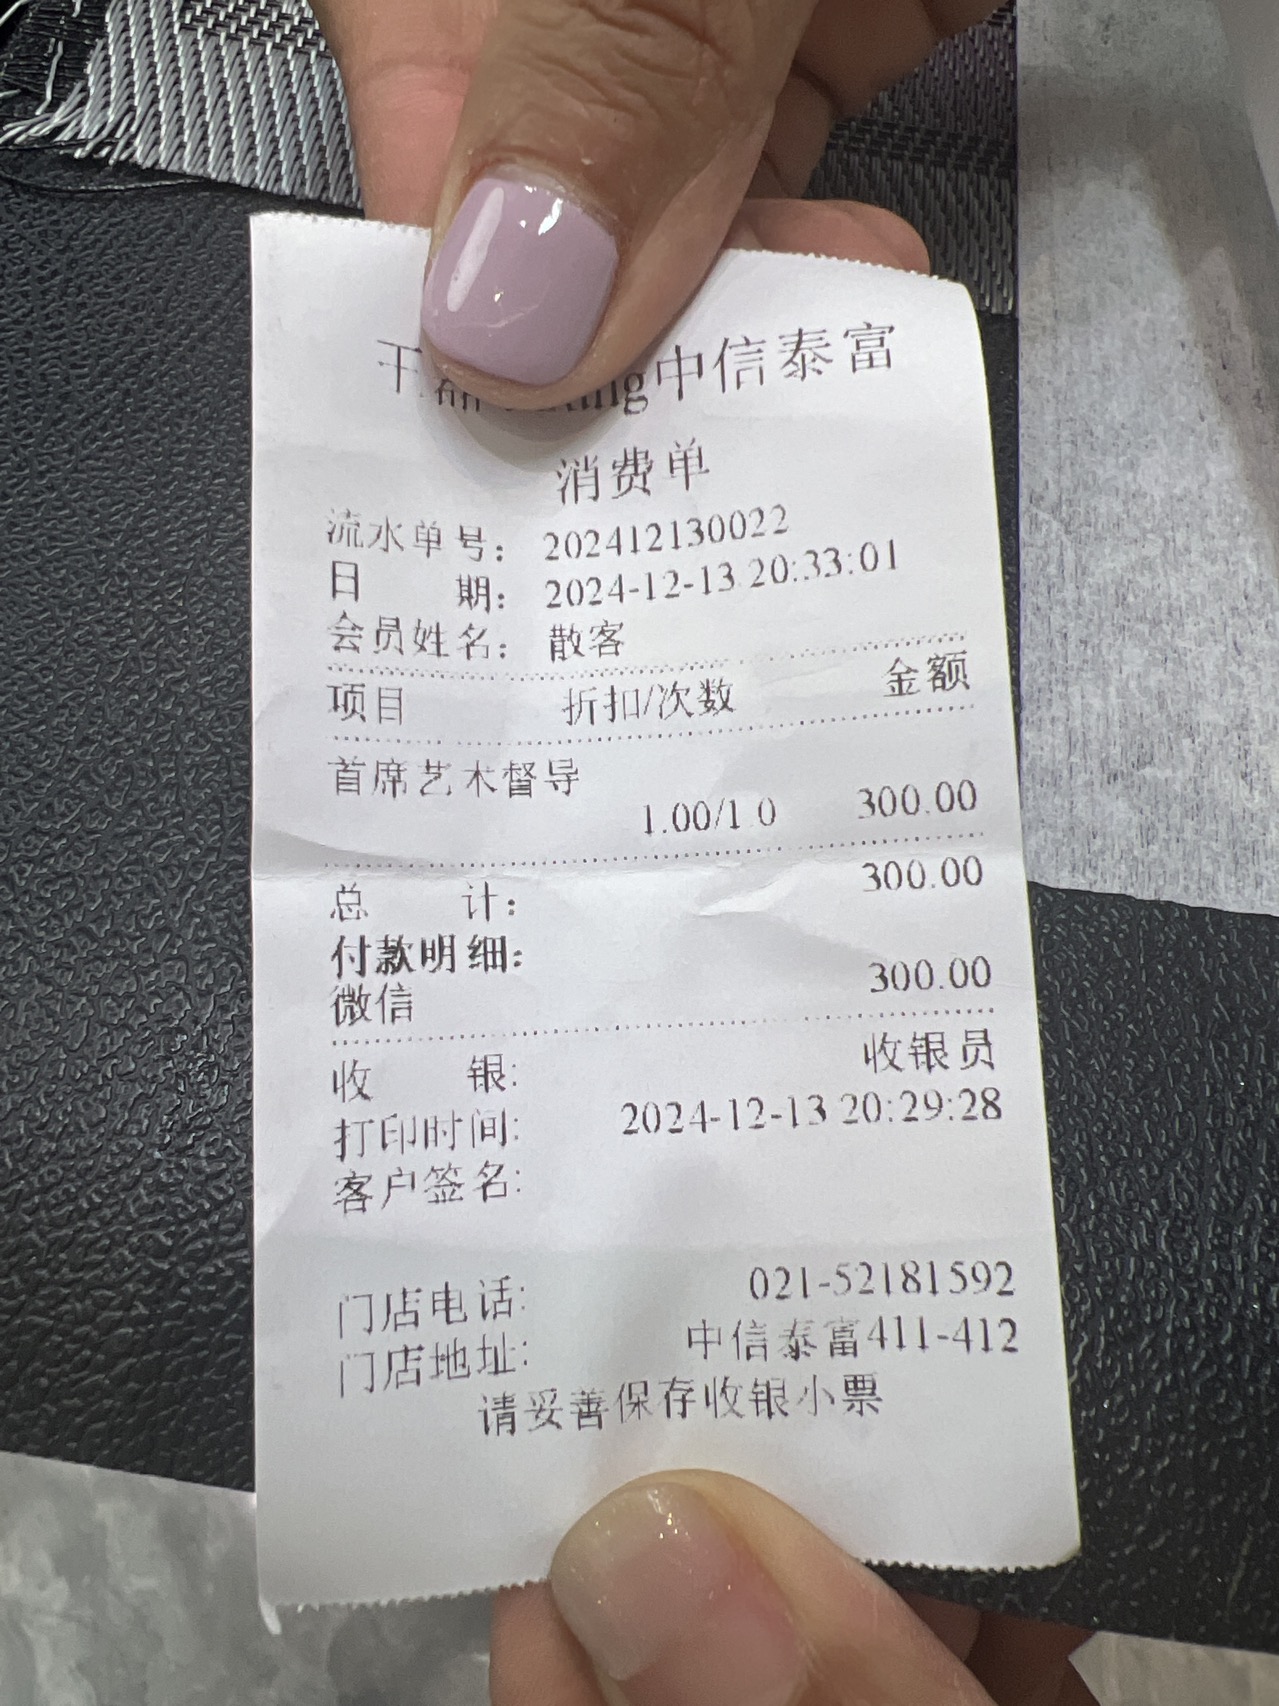 中信泰富
消费单
流水单号: 202412130022
日 期: 2024-12-13 20:33:01
会员姓名: 散客
项目 折扣/次数 金额
首席艺术督导
1.00/1.0 300.00
总 计: 300.00
付款明细:
微信 300.00
收 银: 收银员
打印时间: 2024-12-13 20:29:28
客户签名:
门店电话: 021-52181592
门店地址: 中信泰富411-412
请妥善保存收银小票